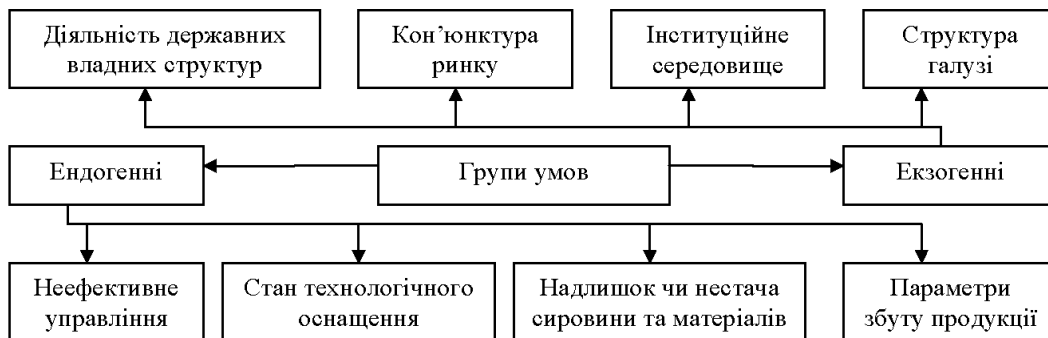 Діяльність державних
владних структур
Кон’юнктура
ринку
Інституційне
середовище
Структура
галузі
Ендогенні
Групи умов
Екзогенні
Неефективне
управління
Стан технологічного
оснащення
Надлишок чи нестача
сировини та матеріалів
Параметри
збуту продукції